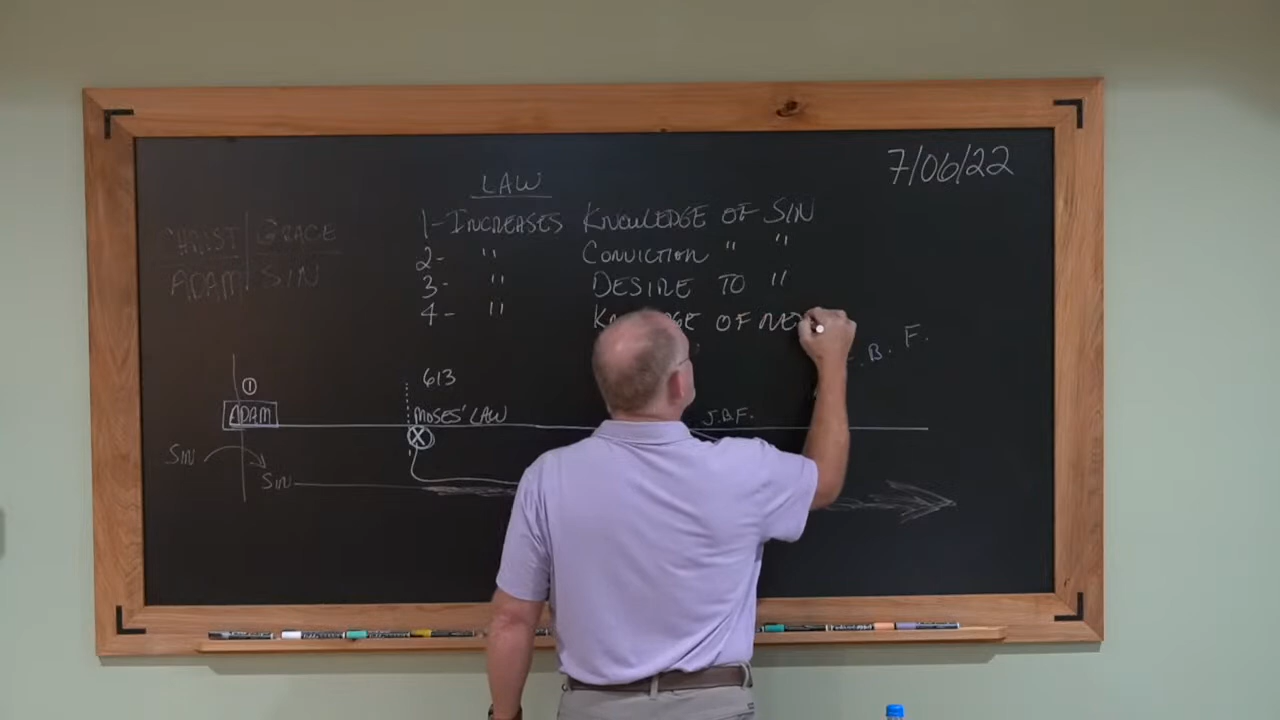 7/06/22
LAW
1- INCREASES KNOWLEDGE OF SIN
2- " CONVICTION " "
3- " DESIRE TO "
4- " OF
CHRIST GRACE
ADAM SIN
1
ADAM
613
MOSES' LAW
X
J.B.F.
B. F.
SIN
SIN